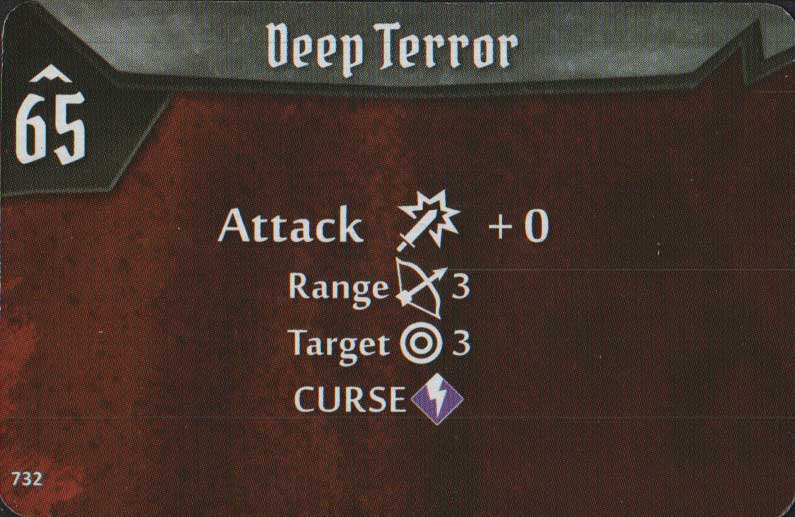 Deep Terror
65
Attack + 0
Range 3
Target 3
CURSE
732